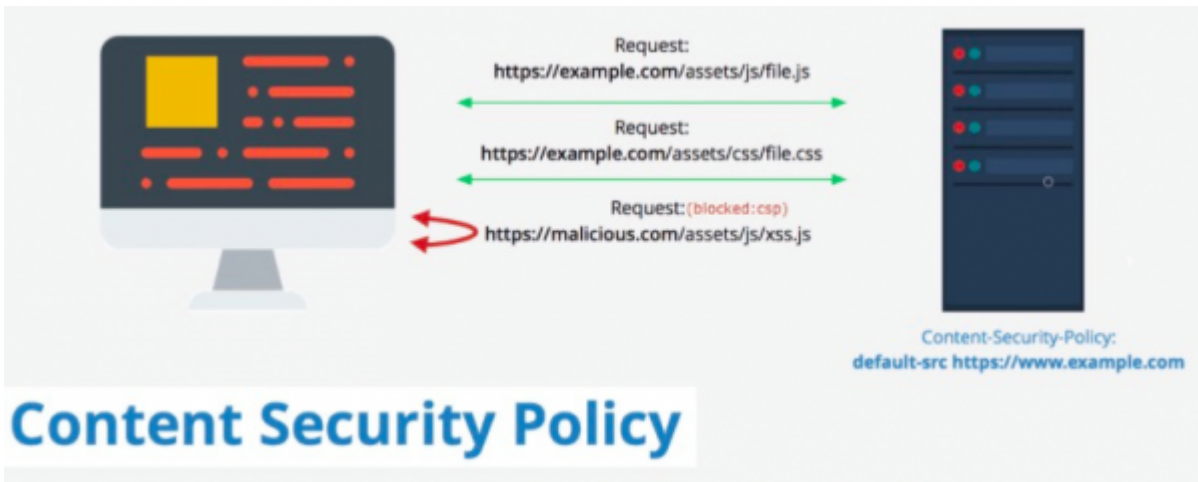 Request:
https://example.com/assets/js/file.js
Request:
https://example.com/assets/css/file.css
Request:(blocked:csp)
https://malicious.com/assets/js/xss.js
Content-Security-Policy:
default-src https://www.example.com
Content Security Policy